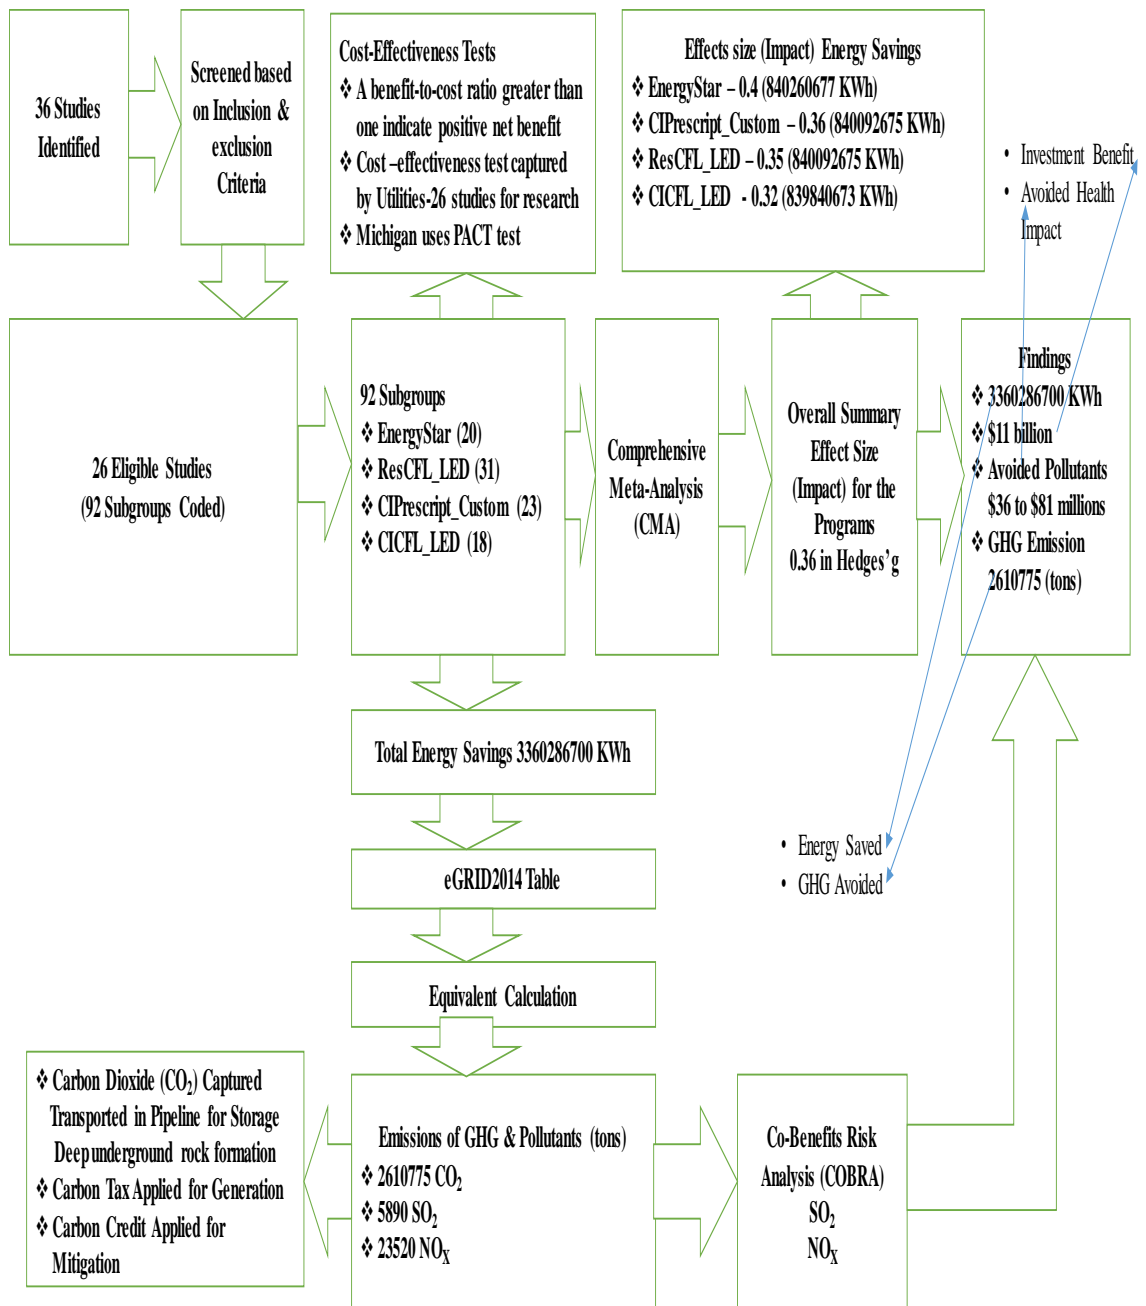 36 Studies
Identified
Screened based
on Inclusion &
exclusion
Criteria
Cost-Effectiveness Tests
❖ A benefit-to-cost ratio greater than
one indicate positive net benefit
❖ Cost –effectiveness test captured
by Utilities-26 studies for research
❖ Michigan uses PACT test
Effects size (Impact) Energy Savings
❖ EnergyStar – 0.4 (840260677 KWh)
❖ CIPrescript_Custom – 0.36 (840092675 KWh)
❖ ResCFL_LED – 0.35 (840092675 KWh)
❖ CICFL_LED - 0.32 (839840673 KWh)
• Investment Benefit
• Avoided Health
Impact
26 Eligible Studies
(92 Subgroups Coded)
92 Subgroups
❖ EnergyStar (20)
❖ ResCFL_LED (31)
❖ CIPrescript_Custom (23)
❖ CICFL_LED (18)
Comprehensive
Meta-Analysis
(CMA)
Overall Summary
Effect Size
(Impact) for the
Programs
0.36 in Hedges’g
Findings
❖ 3360286700 KWh
❖ $11 billion
❖ Avoided Pollutants
$36 to $81 millions
❖ GHG Emission
2610775 (tons)
Total Energy Savings 3360286700 KWh
• Energy Saved
• GHG Avoided
eGRID2014 Table
Equivalent Calculation
❖ Carbon Dioxide (CO₂) Captured
Transported in Pipeline for Storage
Deep underground rock formation
❖ Carbon Tax Applied for Generation
❖ Carbon Credit Applied for
Mitigation
Emissions of GHG & Pollutants (tons)
❖ 2610775 CO₂
❖ 5890 SO₂
❖ 23520 NOX
Co-Benefits Risk
Analysis (COBRA)
SO₂
NOX